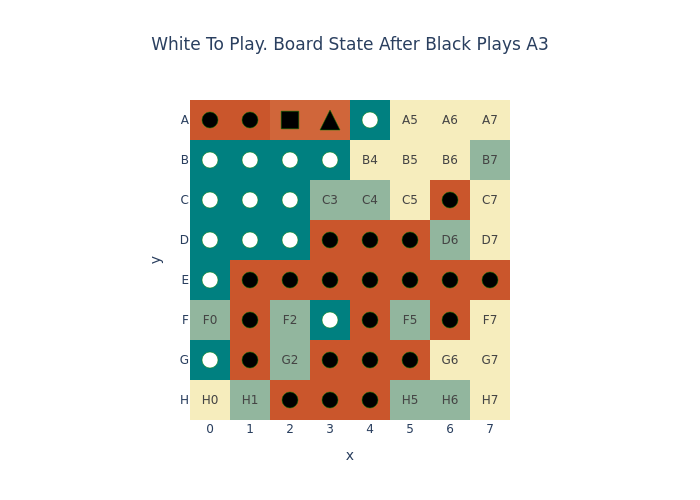 White To Play. Board State After Black Plays A3
A A5 A6 A7
B B4 B5 B6 B7
C C3 C4 C5 C7
D D6 D7
E
F F0 F2 F5 F7
G G2 G6 G7
H H0 H1 H5 H6 H7
0 1 2 3 4 5 6 7
x
y